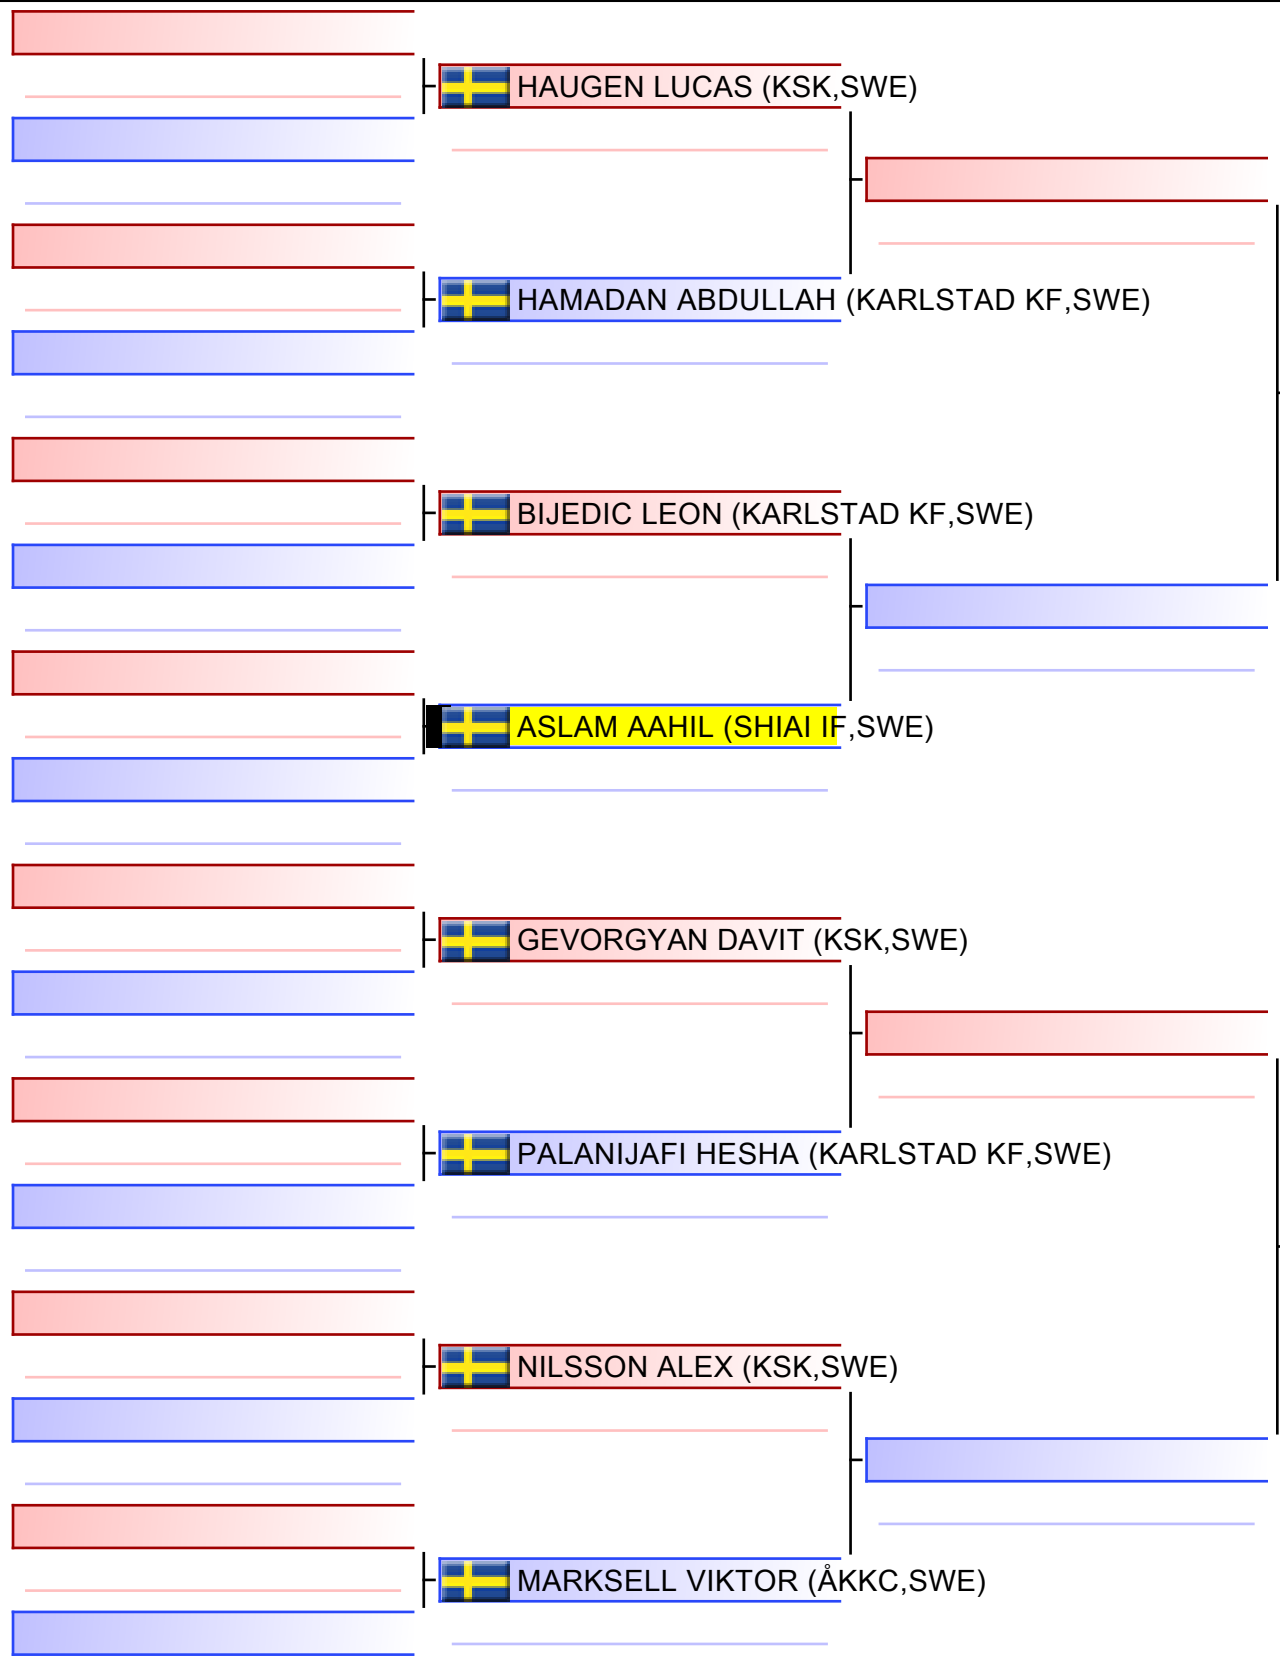 HAUGEN LUCAS (KSK,SWE)
HAMADAN ABDULLAH (KARLSTAD KF,SWE)
BIJEDIC LEON (KARLSTAD KF,SWE)
ASLAM AAHIL (SHIAI IF,SWE)
GEVORGYAN DAVIT (KSK,SWE)
PALANIJAFI HESHA (KARLSTAD KF,SWE)
NILSSON ALEX (KSK,SWE)
MARKSELL VIKTOR (ÅKKC,SWE)